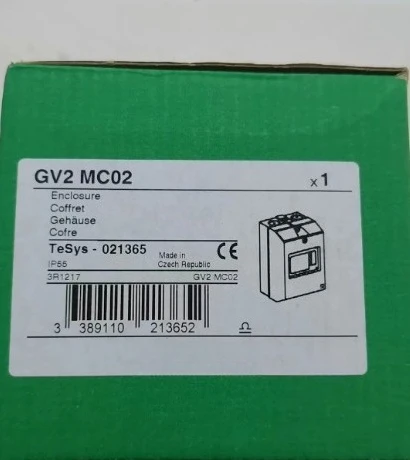 GV2 MC02 x1
Enclosure
Coffret
Gehäuse
Cofre
TeSys - 021365 Made in Czech Republic CE
IP55
3R1217 GV2 MC02
3 389110 213652